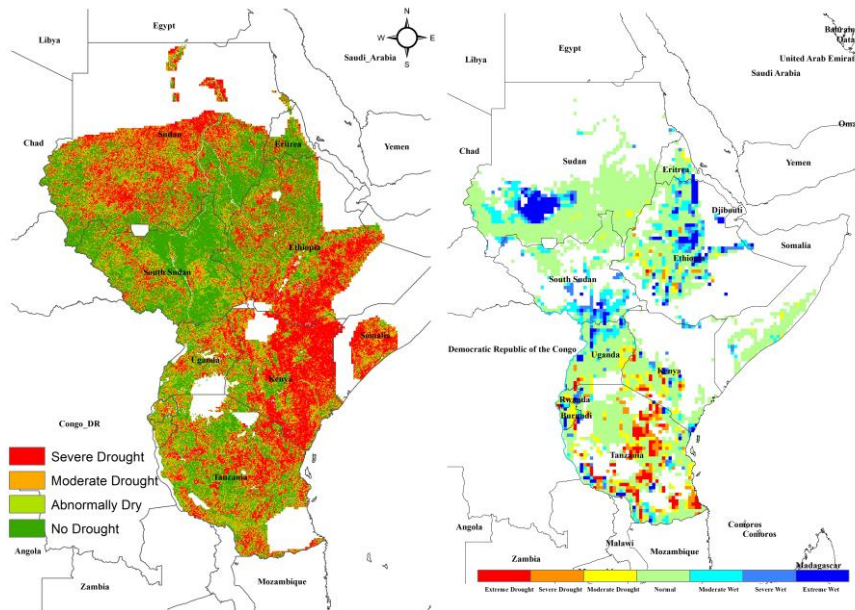 N
W E
S
Egypt
Libya
Saudi_Arabia
Chad
Sudan
Eritrea
Yemen
Ethiopia
South Sudan
Somalia
Uganda
Kenya
Congo_DR
Tanzania
Severe Drought
Moderate Drought
Abnormally Dry
No Drought
Angola
Zambia
Mozambique
Bahrain
Qata
United Arab Emirat
Egypt
Libya
Saudi Arabia
Oma
Chad
Sudan
Eritrea
Yemen
Djibouti
Somalia
Ethiop
South Sudan
Democratic Republic of the Congo
Uganda
Kenya
Rwanda
Burundi
Tanzania
Angola
Comoros
Comoros
Malawi
Zambia
Mozambique
Madagascar
Extreme Drought Severe Drought Moderate Drought Normal Moderate Wet Severe Wet Extreme Wet